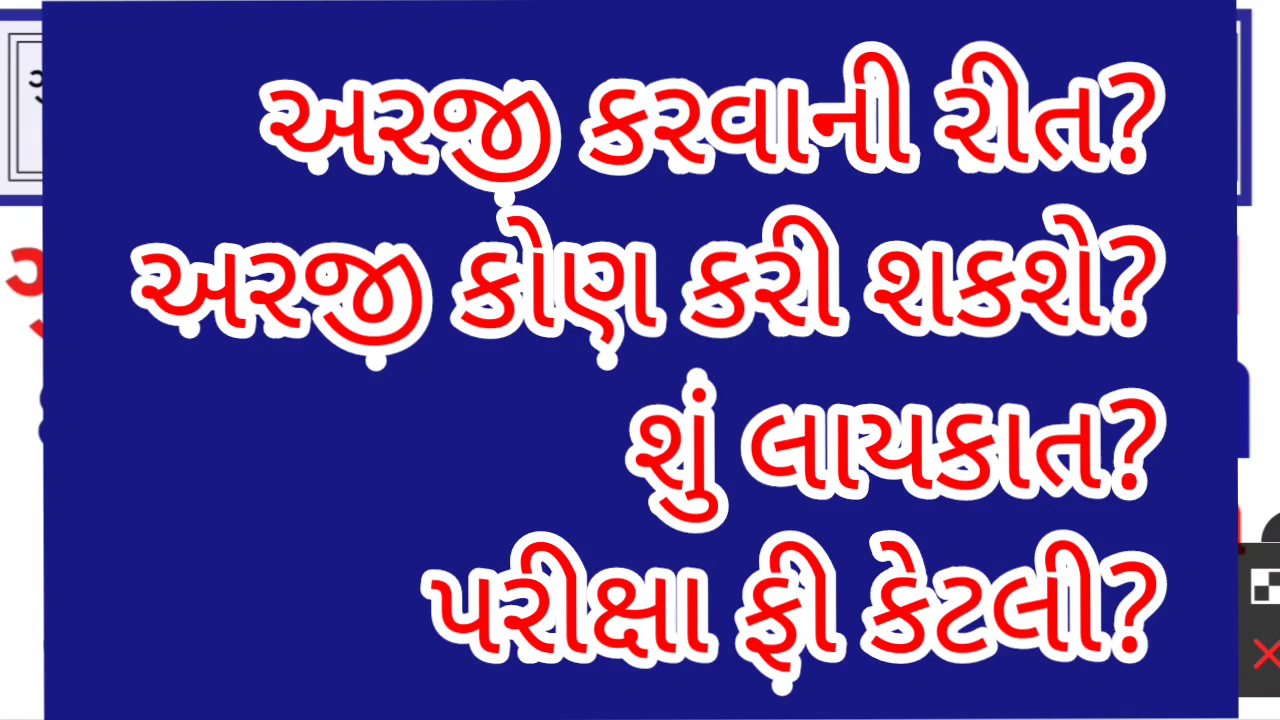 અરજી કરવાની રીત?
અરજી કોણ કરી શકશે?
શું લાયકાત?
પરીક્ષા ફી કેટલી?